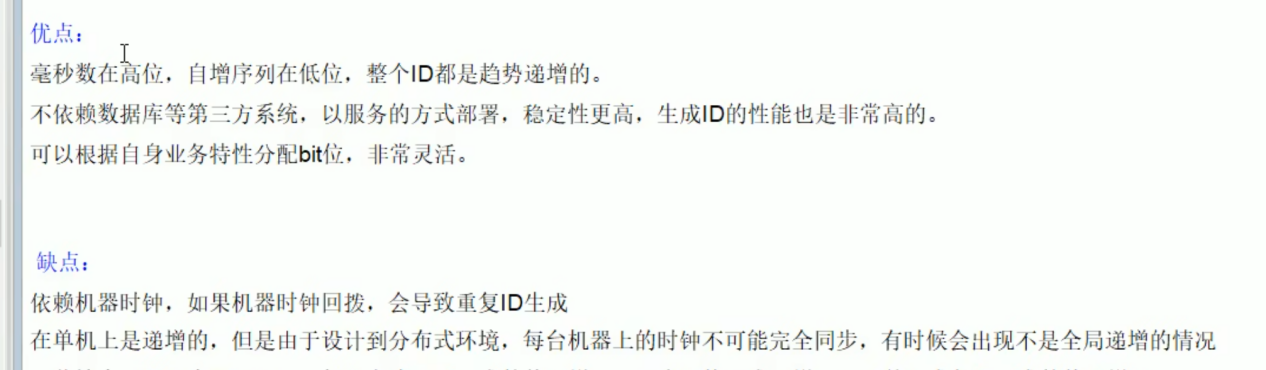 优点：
毫秒数在高位，自增序列在低位，整个ID都是趋势递增的。
不依赖数据库等第三方系统，以服务的方式部署，稳定性更高，生成ID的性能也是非常高的。
可以根据自身业务特性分配bit位，非常灵活。
缺点：
依赖机器时钟，如果机器时钟回拨，会导致重复ID生成
在单机上是递增的，但是由于设计到分布式环境，每台机器上的时钟不可能完全同步，有时候会出现不是全局递增的情况